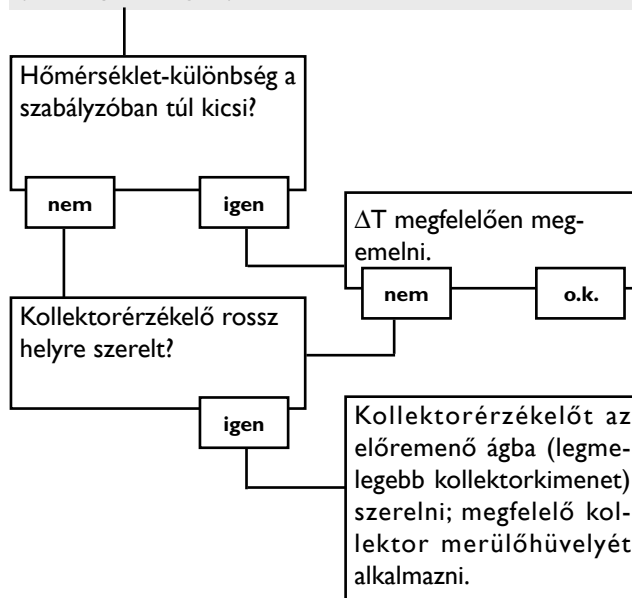 Hőmérséklet-különbség a
szabályzóban túl kicsi?
nem
igen
ΔT megfelelően meg-
emelni.
nem
o.k.
Kollektorérzékelő rossz
helyre szerelt?
igen
Kollektorérzékelőt az
előremenő ágba (legme-
legebb kollektorkimenet)
szerelni; megfelelő kol-
lektor merülőhüvelyét
alkalmazni.